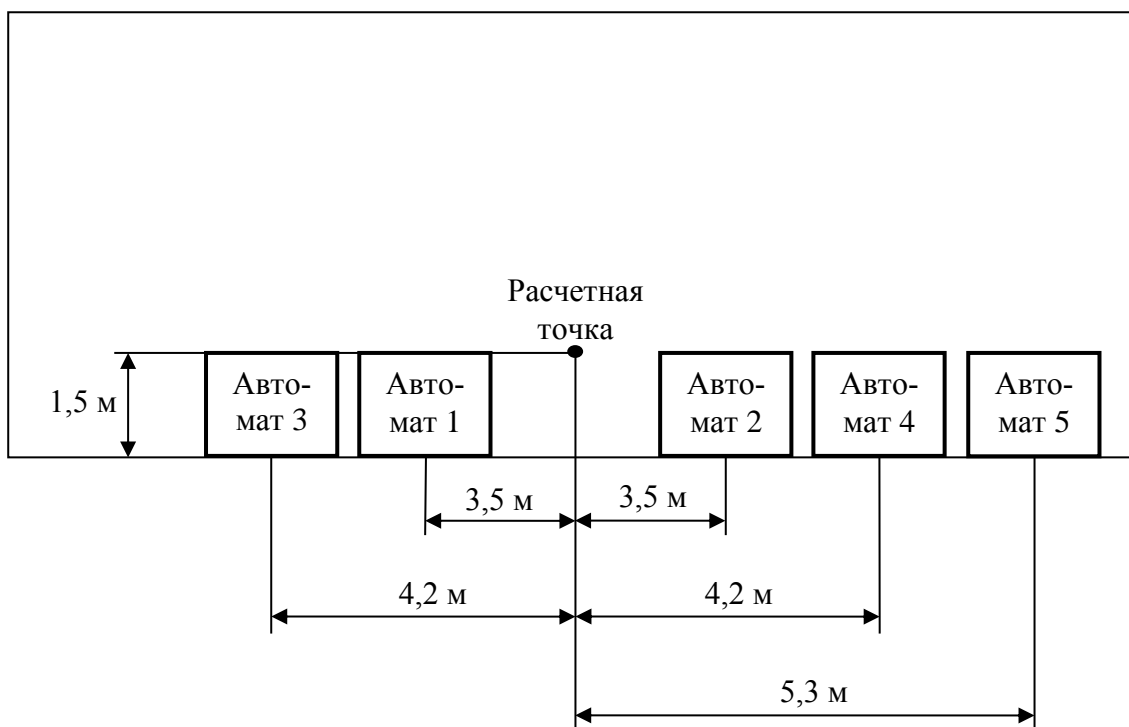 Расчетная
точка
Авто-
мат 3
Авто-
мат 1
Авто-
мат 2
Авто-
мат 4
Авто-
мат 5
1,5 м
3,5 м
3,5 м
4,2 м
4,2 м
5,3 м